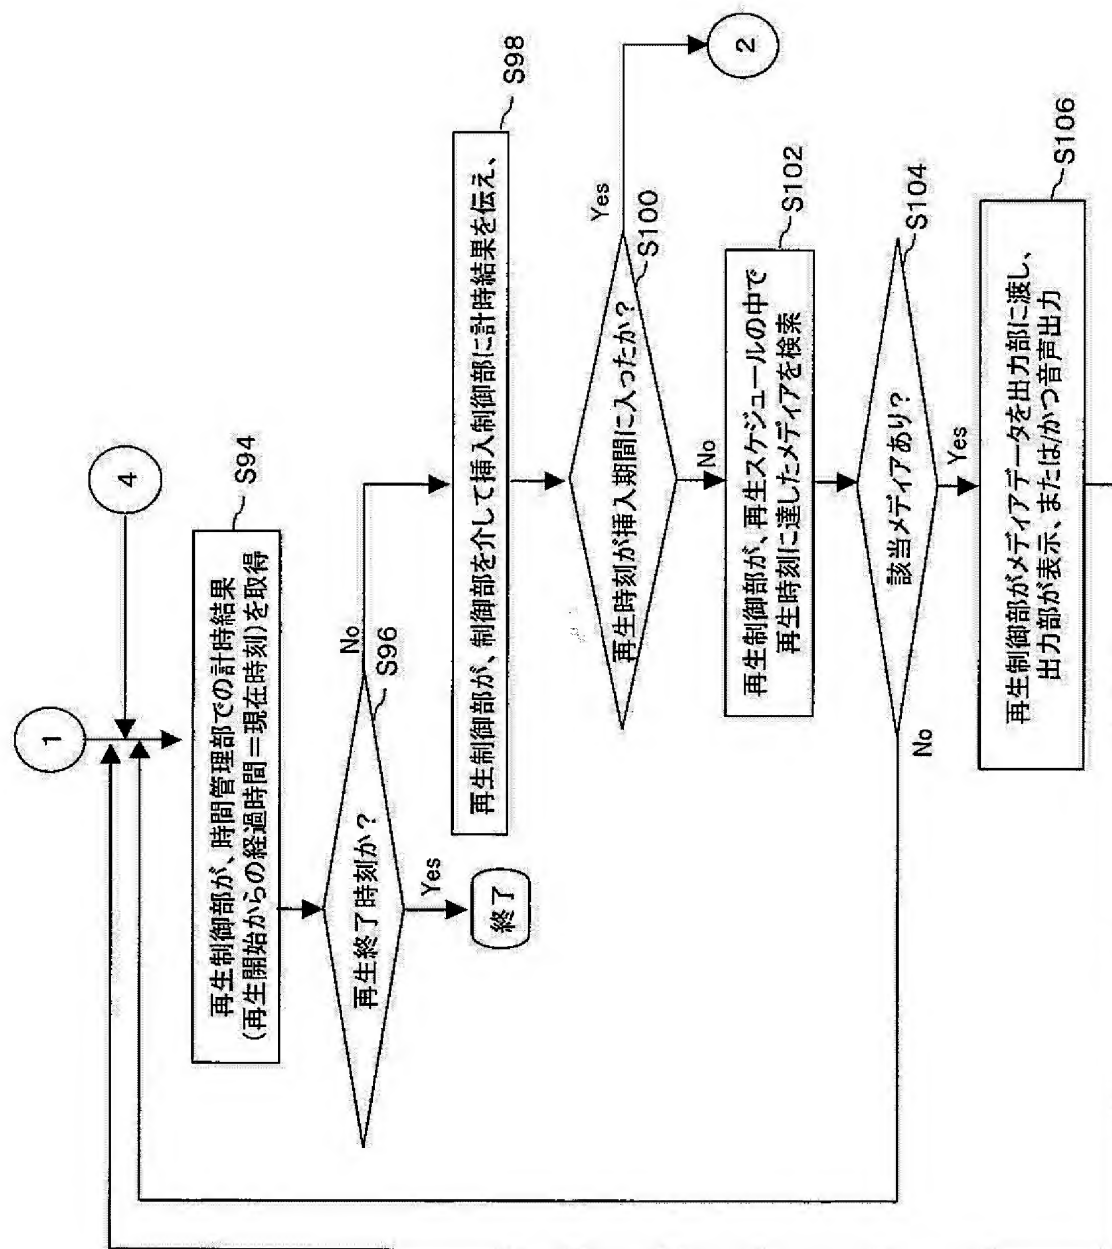 1
4
S94
再生制御部が、時間管理部での計時結果
(再生開始からの経過時間=現在時刻)を取得
S96
再生終了時刻か?
No
Yes
終了
S98
再生制御部が、制御部を介して挿入制御部に計時結果を伝え、
S100
再生時刻が挿入期間に入ったか?
Yes
2
No
S102
再生制御部が、再生スケジュールの中で
再生時刻に達したメディアを検索
S104
該当メディアあり?
No
Yes
S106
再生制御部がメディアデータを出力部に渡し、
出力部が表示、または/かつ音声出力